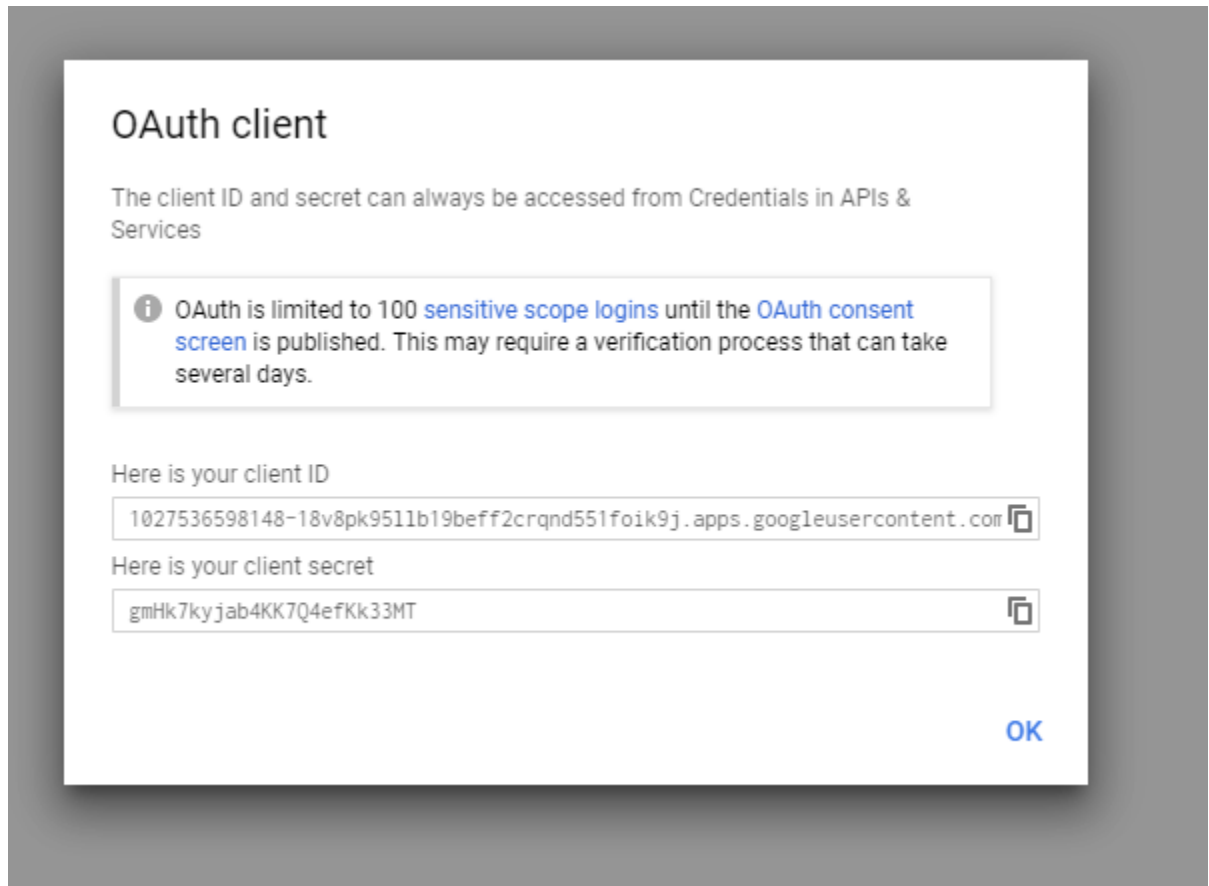 OAuth client
The client ID and secret can always be accessed from Credentials in APIs &
Services
OAuth is limited to 100 sensitive scope logins until the OAuth consent
screen is published. This may require a verification process that can take
several days.
Here is your client ID
1027536598148-18v8pk95llb19beff2crqnd551foik9j.apps.googleusercontent.com
Here is your client secret
gmHk7kyjab4KK7Q4efKk33MT
OK